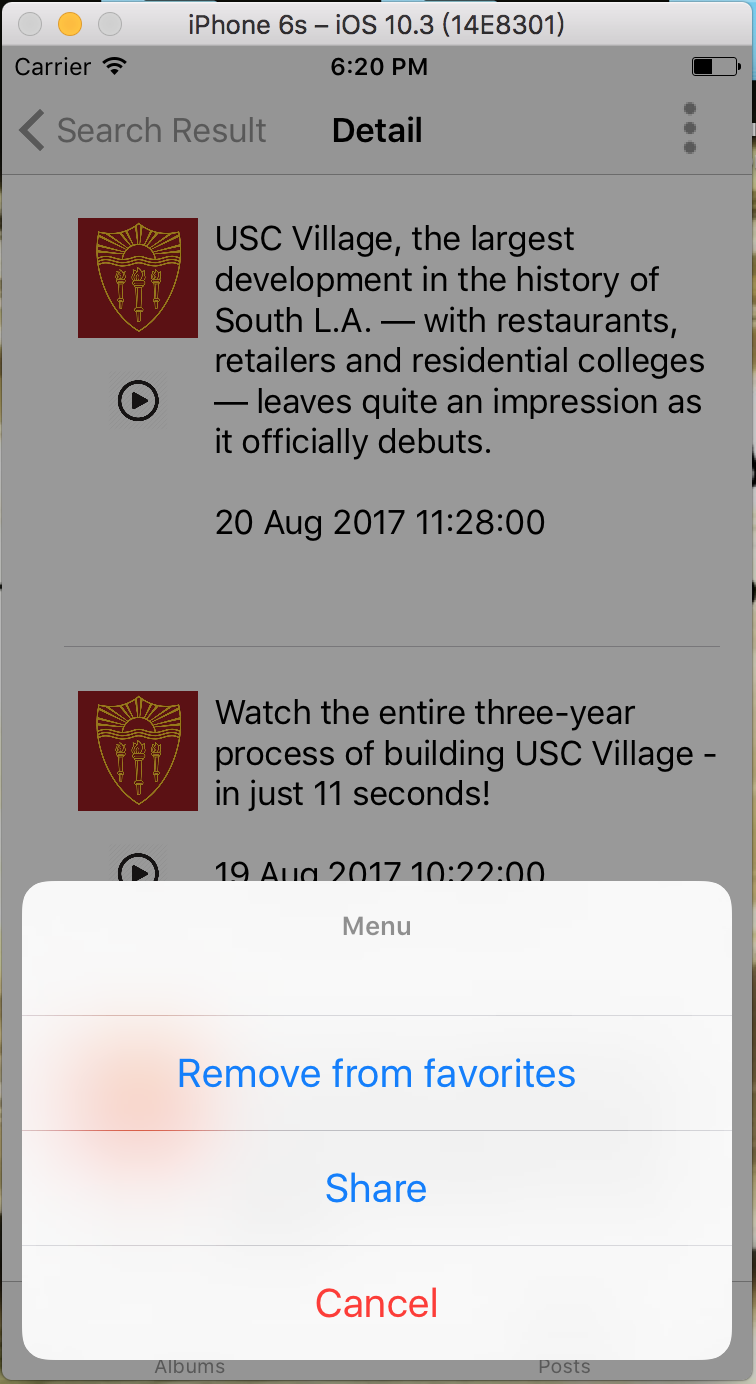 iPhone 6s – iOS 10.3 (14E8301)
Carrier
6:20 PM
Search Result
Detail
USC Village, the largest
development in the history of
South L.A. — with restaurants,
retailers and residential colleges
— leaves quite an impression as
it officially debuts.
20 Aug 2017 11:28:00
Watch the entire three-year
process of building USC Village -
in just 11 seconds!
19 Aug 2017 10:22:00
Menu
Remove from favorites
Share
Cancel
Albums
Posts